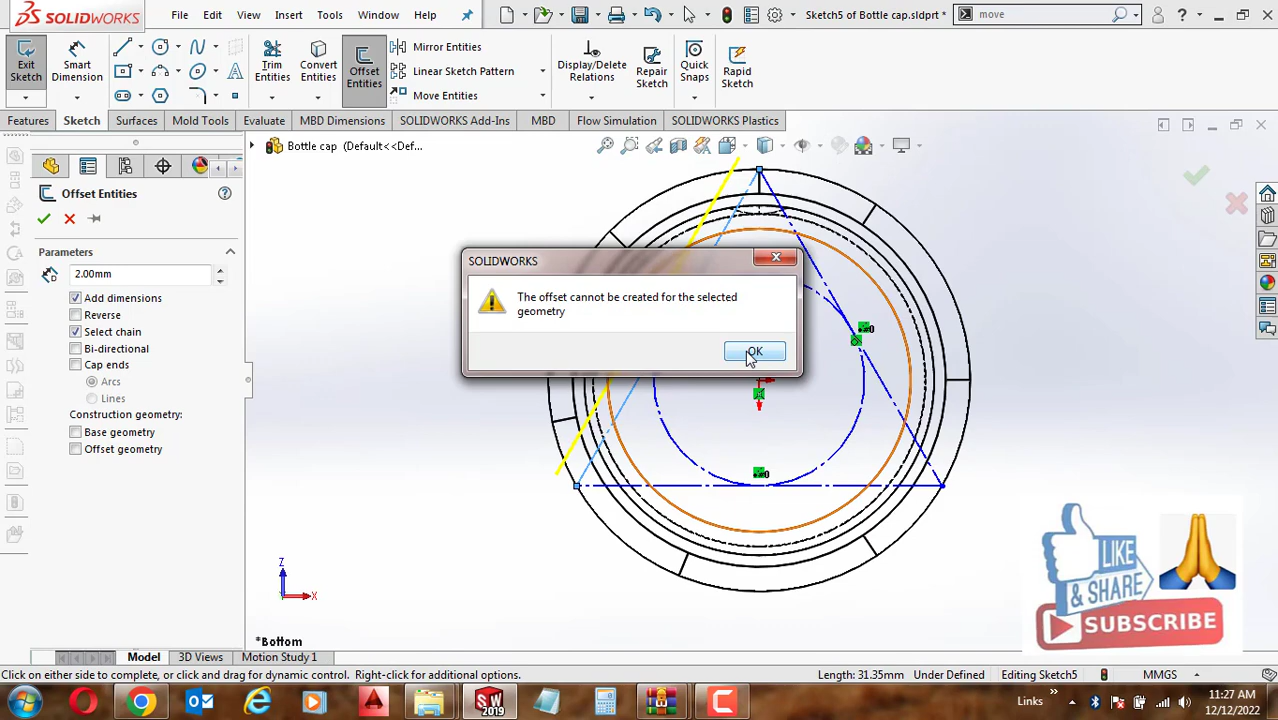 SOLIDWORKS
File Edit View Insert Tools Window Help
Sketch5 of Bottle cap.sldprt *
move
Exit Sketch
Smart Dimension
Trim Entities
Convert Entities
Offset Entities
Mirror Entities
Linear Sketch Pattern
Move Entities
Display/Delete Relations
Repair Sketch
Quick Snaps
Rapid Sketch
Features Sketch Surfaces Mold Tools Evaluate MBD Dimensions SOLIDWORKS Add-Ins MBD Flow Simulation SOLIDWORKS Plastics
Bottle cap (Default<<Def...
Offset Entities
Parameters
2.00mm
Add dimensions
Reverse
Select chain
Bi-directional
Cap ends
Arcs
Lines
Construction geometry:
Base geometry
Offset geometry
SOLIDWORKS
The offset cannot be created for the selected
geometry
OK
Z
X
*Bottom
LIKE
& SHARE
SUBSCRIBE
Model 3D Views Motion Study 1
Click on either side to complete, or click and drag for dynamic control. Right-click for additional options.
Length: 31.35mm Under Defined Editing Sketch5 MMGS
SW
2019
Links
11:27 AM
12/12/2022